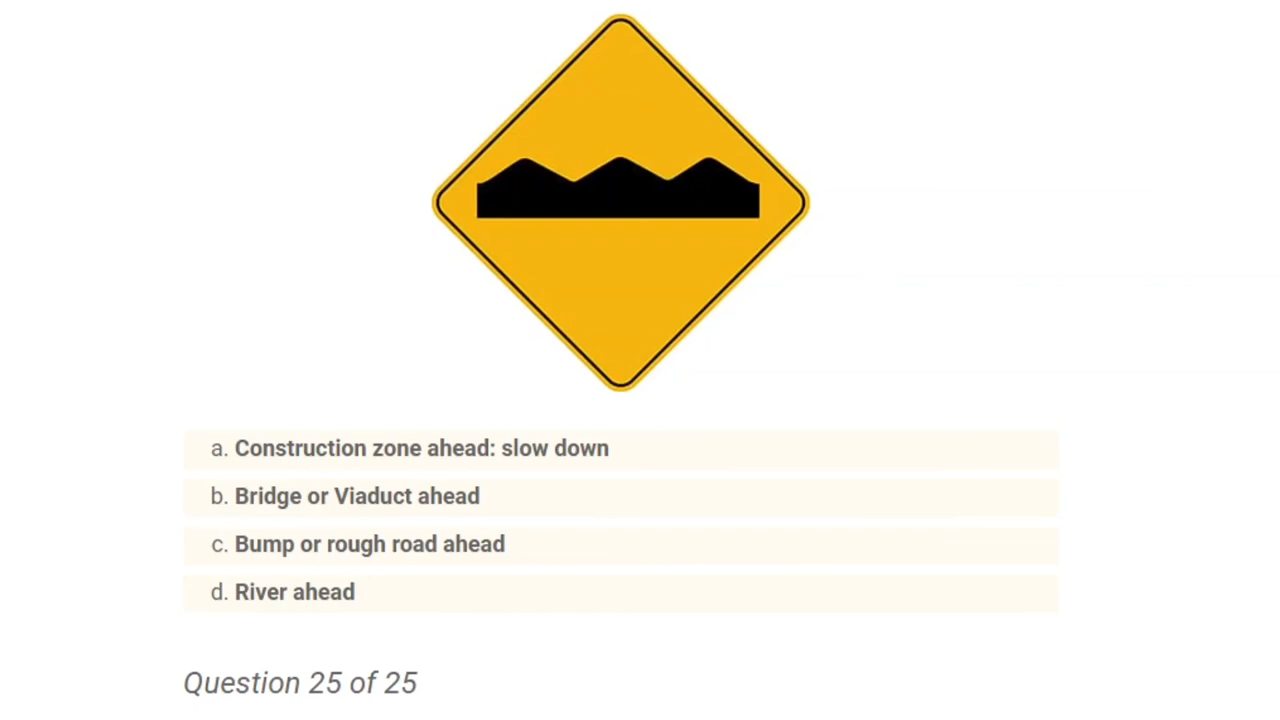 a. Construction zone ahead: slow down
b. Bridge or Viaduct ahead
c. Bump or rough road ahead
d. River ahead
Question 25 of 25